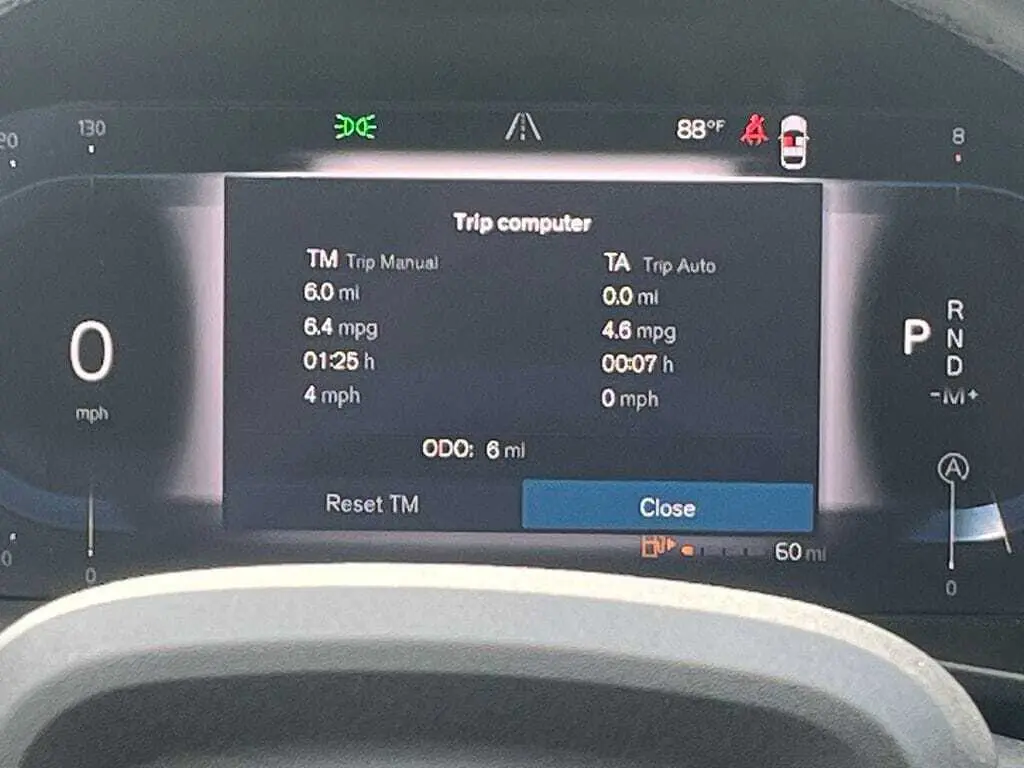 130
88°F
8
Trip computer
TM Trip Manual
TA Trip Auto
6.0 mi
0.0 mi
6.4 mpg
4.6 mpg
01:25 h
00:07 h
4 mph
0 mph
0
mph
P
R
N
D
-M+
ODO: 6 mi
A
Reset TM
Close
60 mi
0
0
0